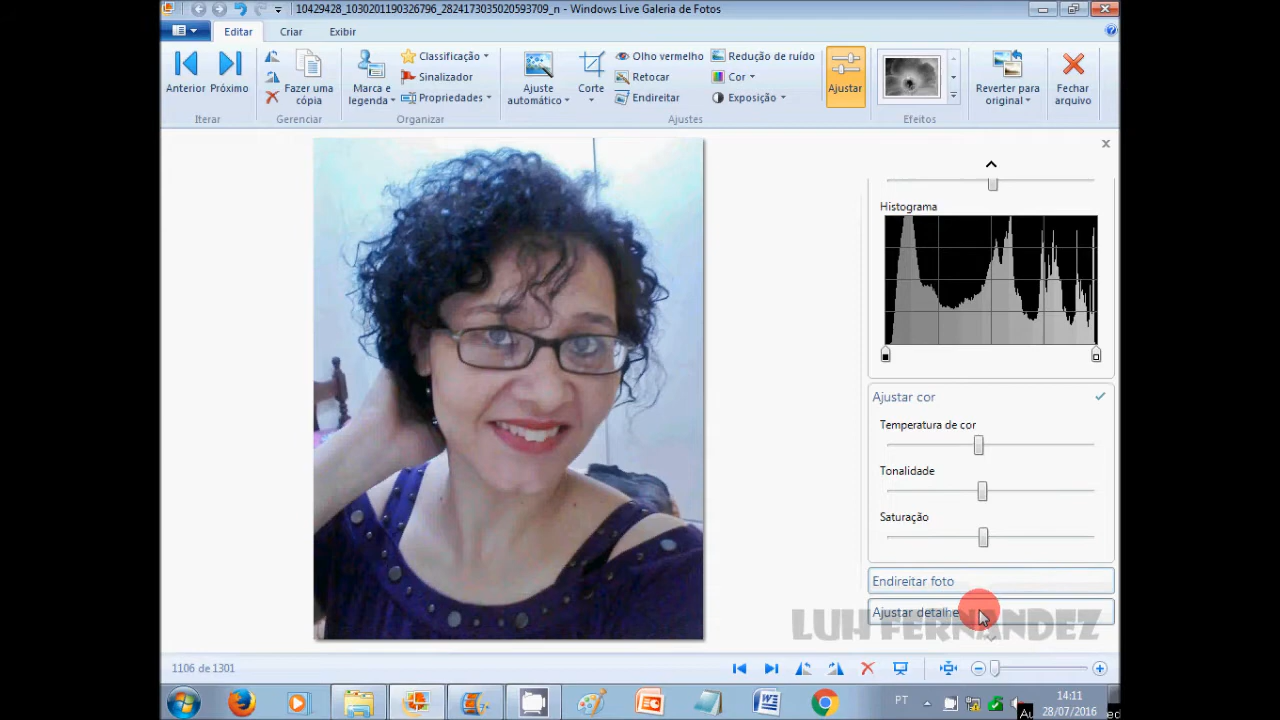 10429428_1030201190326796_2824173035020593709_n - Windows Live Galeria de Fotos
Editar Criar Exibir
Anterior
Próximo
Iterar
Fazer uma cópia
Gerenciar
Marca e legenda
Classificação
Sinalizador
Propriedades
Organizar
Ajuste automático
Corte
Olho vermelho
Retocar
Endireitar
Redução de ruído
Cor
Exposição
Ajustes
Ajustar
Efeitos
Reverter para original
Fechar arquivo
Histograma
Ajustar cor
Temperatura de cor
Tonalidade
Saturação
Endireitar foto
Ajustar detalhe
LUH FERNANDEZ
1106 de 1301
PT
14:11
28/07/2016